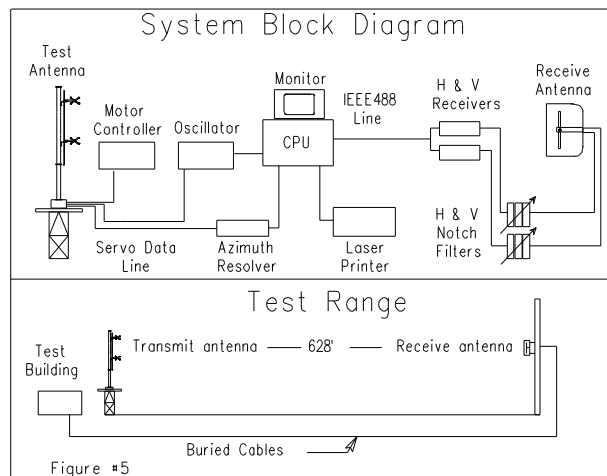 System Block Diagram
Test
Antenna
Motor
Controller
Oscillator
Monitor
CPU
IEEE488
Line
H & V
Receivers
Receive
Antenna
Servo Data
Line
Azimuth
Resolver
Laser
Printer
H & V
Notch
Filters
Test Range
Test
Building
Transmit antenna — 628' — Receive antenna
Buried Cables
Figure #5